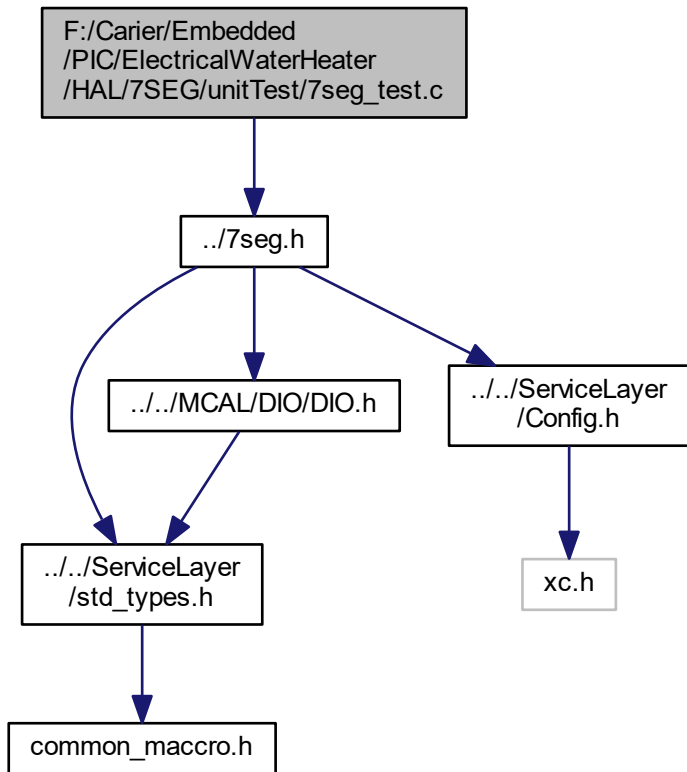 F:/Carier/Embedded
/PIC/ElectricalWaterHeater
/HAL/7SEG/unitTest/7seg_test.c
../7seg.h
../../MCAL/DIO/DIO.h
../../ServiceLayer
/Config.h
../../ServiceLayer
/std_types.h
xc.h
common_maccro.h